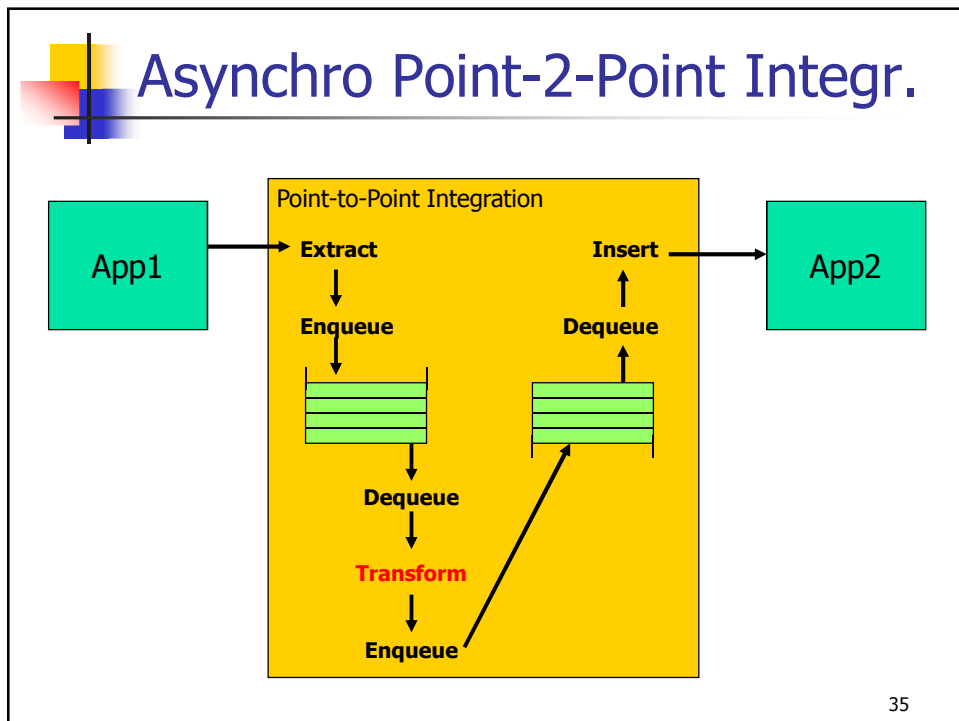 Asynchro Point-2-Point Integr.
Point-to-Point Integration
App1
Extract
Insert
App2
Enqueue
Dequeue
Dequeue
Transform
Enqueue
35